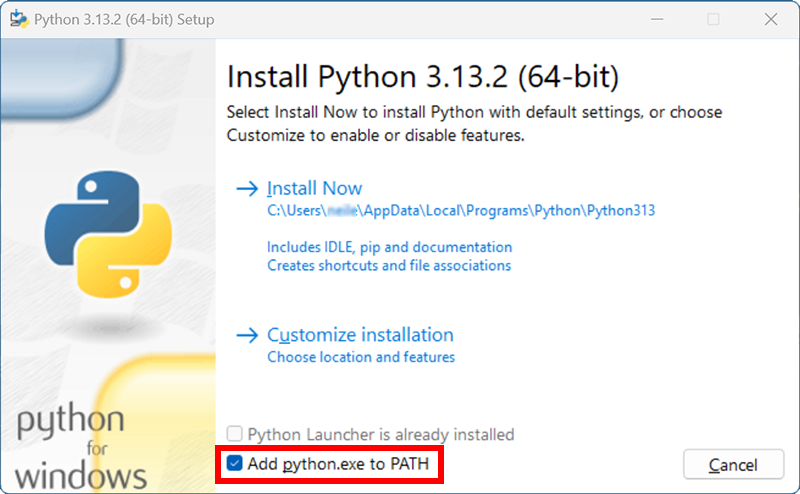 Python 3.13.2 (64-bit) Setup
Install Python 3.13.2 (64-bit)
Select Install Now to install Python with default settings, or choose
Customize to enable or disable features.
Install Now
C:\Users\\AppData\Local\Programs\Python\Python313
Includes IDLE, pip and documentation
Creates shortcuts and file associations
Customize installation
Choose location and features
Python Launcher is already installed
Add python.exe to PATH
Cancel
python
for
windows